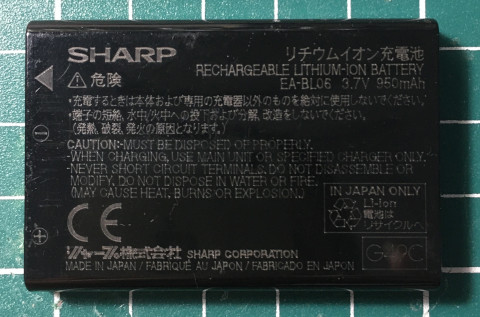 SHARP
リチウムイオン充電池
RECHARGEABLE LITHIUM-ION BATTERY
EA-BL06 3.7V 950mAh
⚠危険
・充電するときは本体および専用の充電器以外のものを絶対に使用しない。
・端子の短絡、水中/火中への投下および分解、改造をしないでください。
(発熱、破裂、発火の原因となります)
CAUTION: MUST BE DISPOSED OF PROPERLY.
-WHEN CHARGING, USE MAIN UNIT OR SPECIFIED CHARGER ONLY.
-NEVER SHORT CIRCUIT TERMINALS. DO NOT DISASSEMBLE OR
MODIFY. DO NOT DISPOSE IN WATER OR FIRE.
(MAY CAUSE HEAT, BURNS OR EXPLOSION.)
IN JAPAN ONLY
Li-ion
電池は
リサイクルへ
CE
シャープ株式会社 SHARP CORPORATION
MADE IN JAPAN / FABRIQUÉ AU JAPON / FABRICADO EN JAPÓN